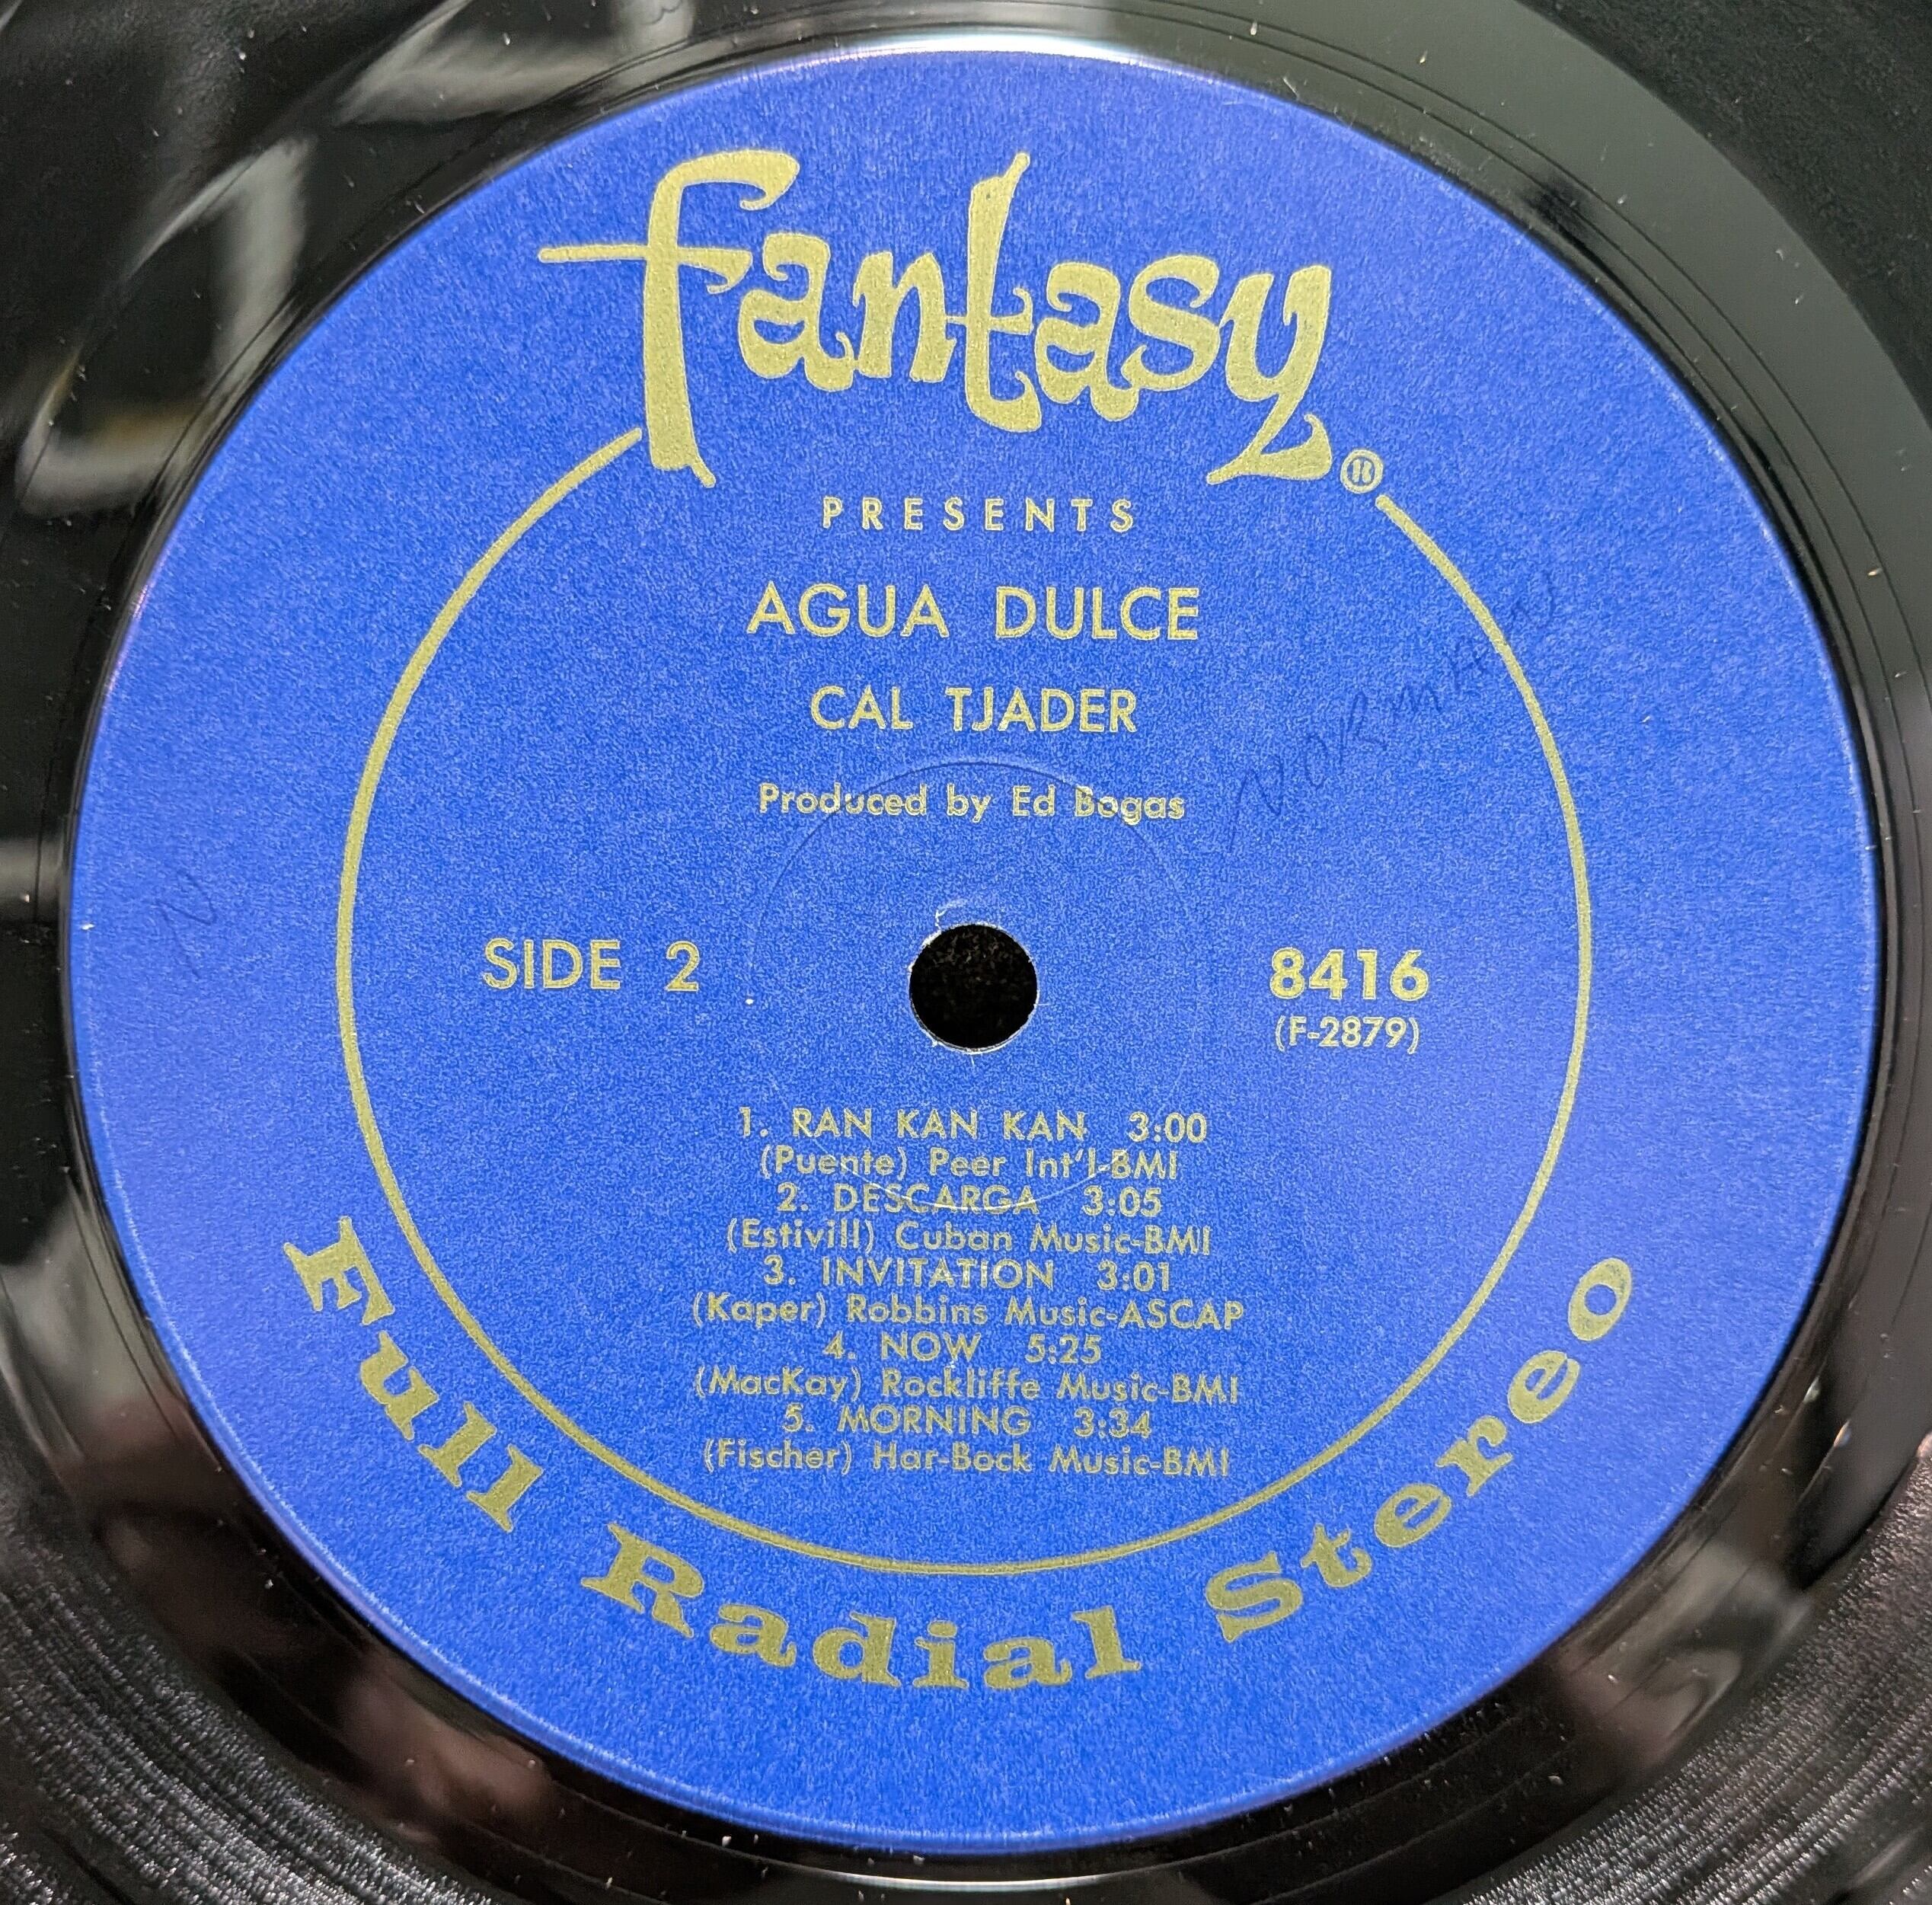 fantasy®
PRESENTS
AGUA DULCE
CAL TJADER
Produced by Ed Bogas
NORMAN
N
SIDE 2
8416
(F-2879)
1. RAN KAN KAN 3:00
(Puente) Peer Int'l-BMI
2. DESCARGA 3:05
(Estivill) Cuban Music-BMI
3. INVITATION 3:01
(Kaper) Robbins Music-ASCAP
4. NOW 5:25
(MacKay) Rockliffe Music-BMI
5. MORNING 3:34
(Fischer) Har-Bock Music-BMI
Full Radial Stereo